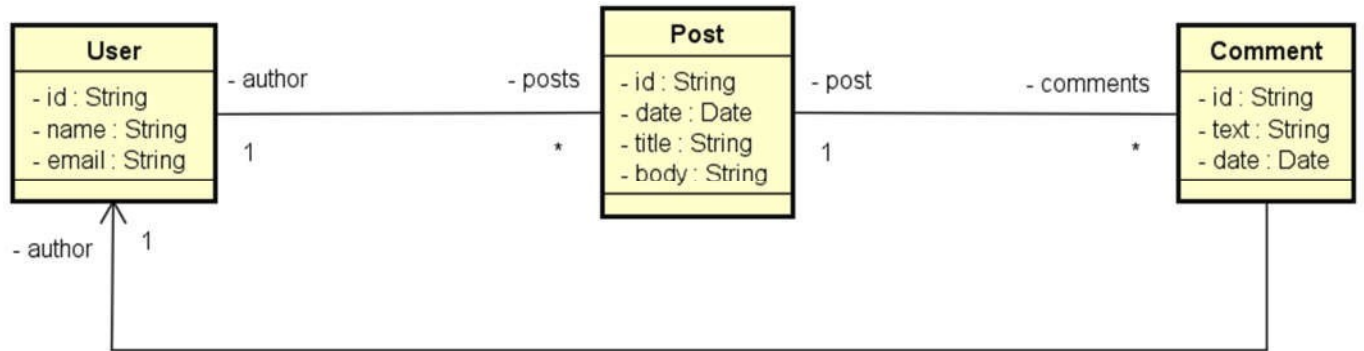 User
- id : String
- name : String
- email : String
- author
1
- posts
*
Post
- id : String
- date : Date
- title : String
- body : String
- post
1
- comments
*
Comment
- id : String
- text : String
- date : Date
- author
1